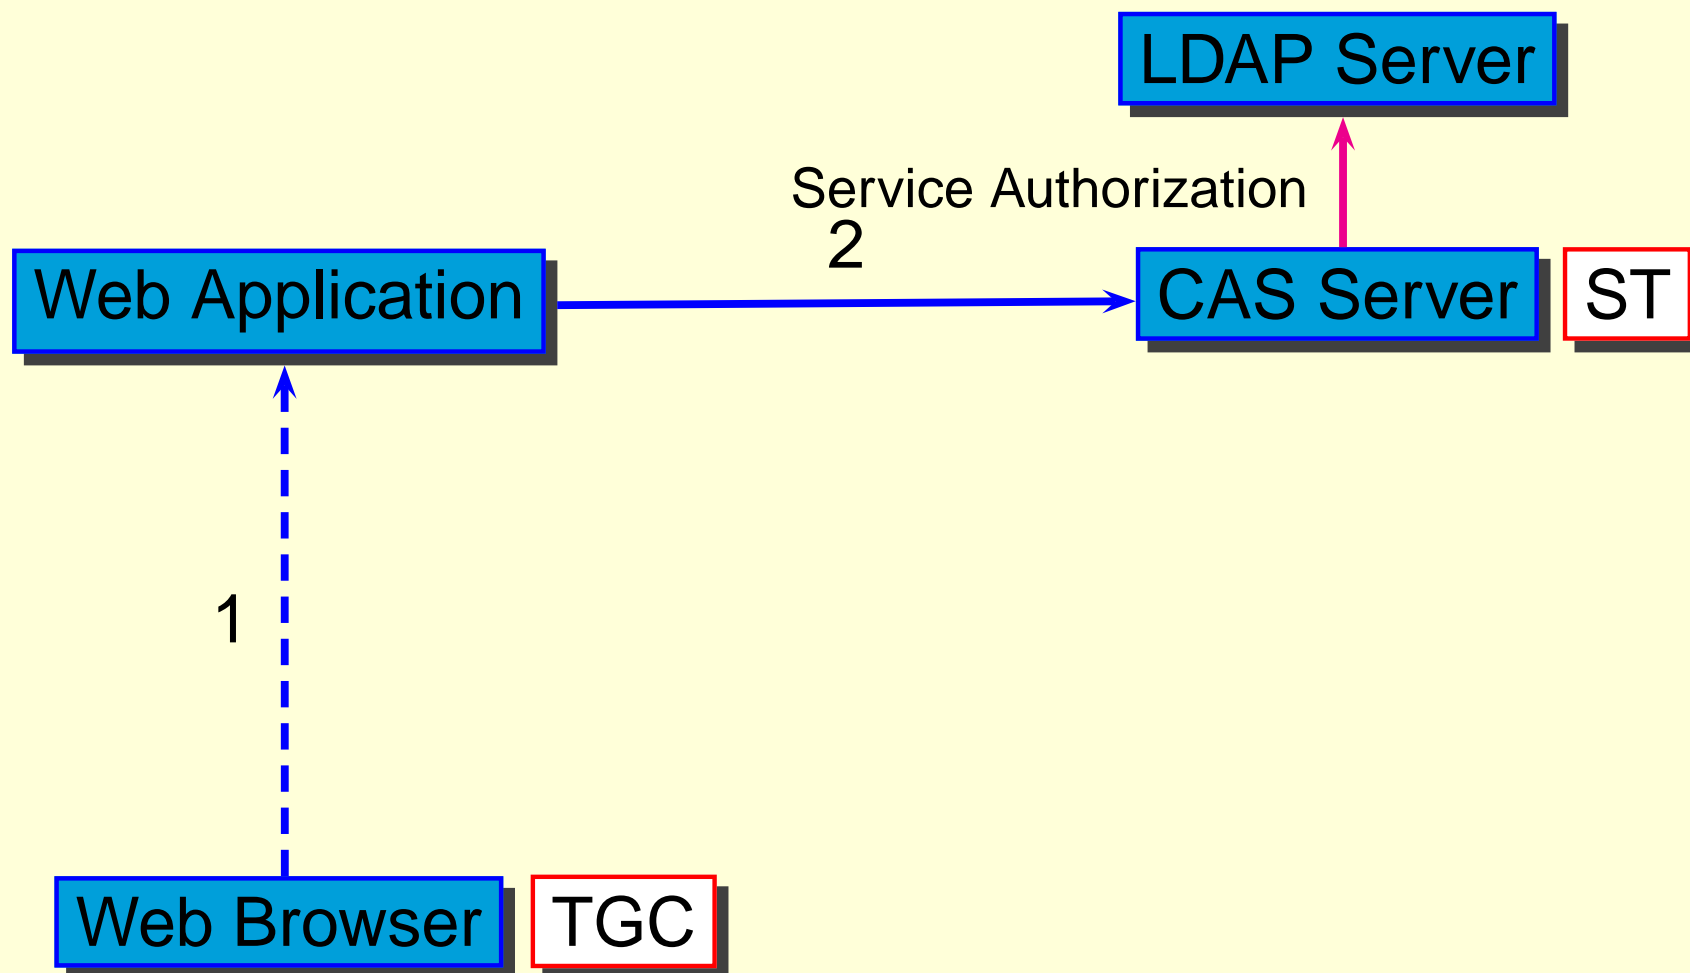 LDAP Server
Service Authorization
2
Web Application
CAS Server
ST
1
Web Browser
TGC